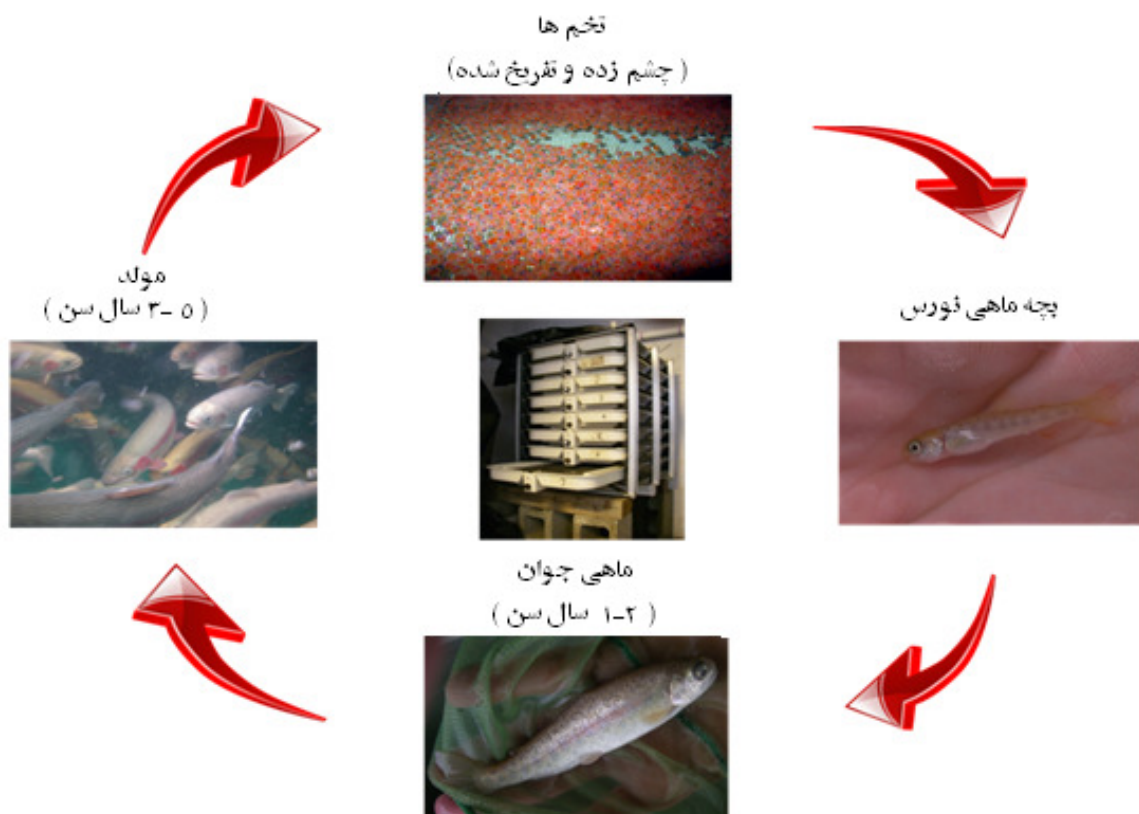 تخم ها
( چشم زده و تفریخ شده)
مولد
( ۵ -۳ سال سن )
بچه ماهی نورس
ماهی جوان
( ۱-۲ سال سن )